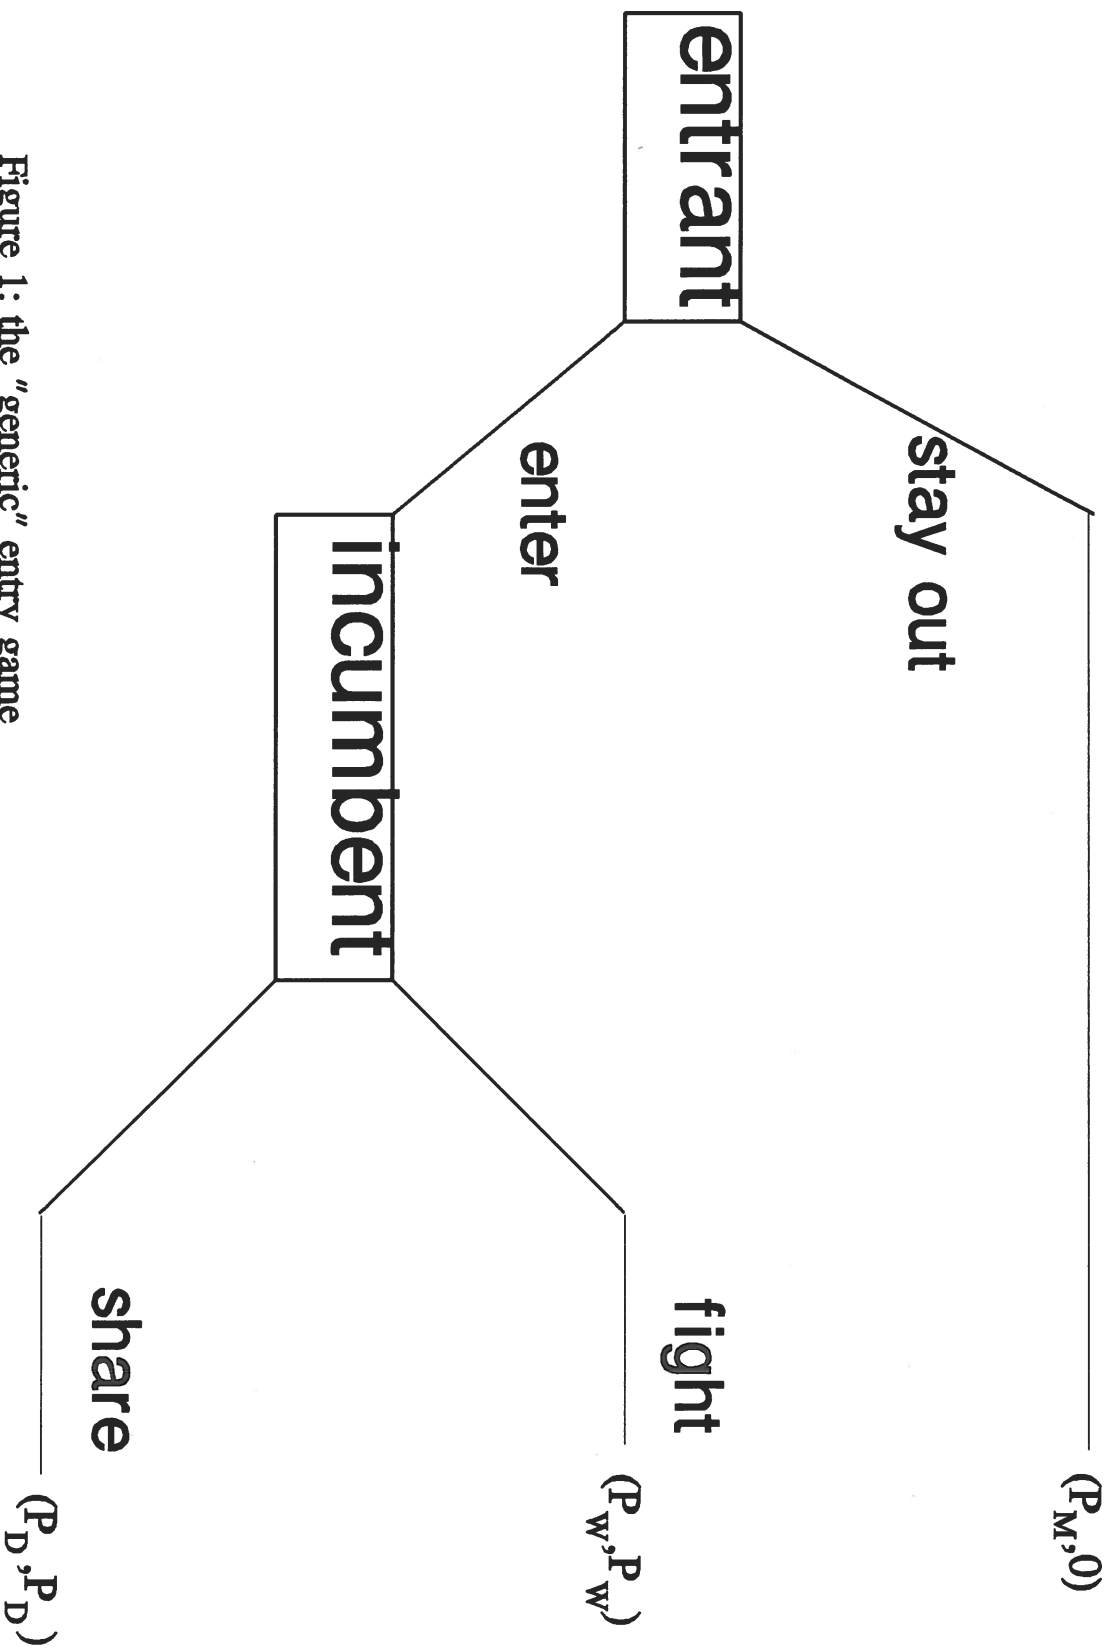 stay out
(P_M,0)
entrant
enter
fight
(P_W,P_W)
incumbent
share
(P_D,P_D)
Figure 1: the "generic" entry game